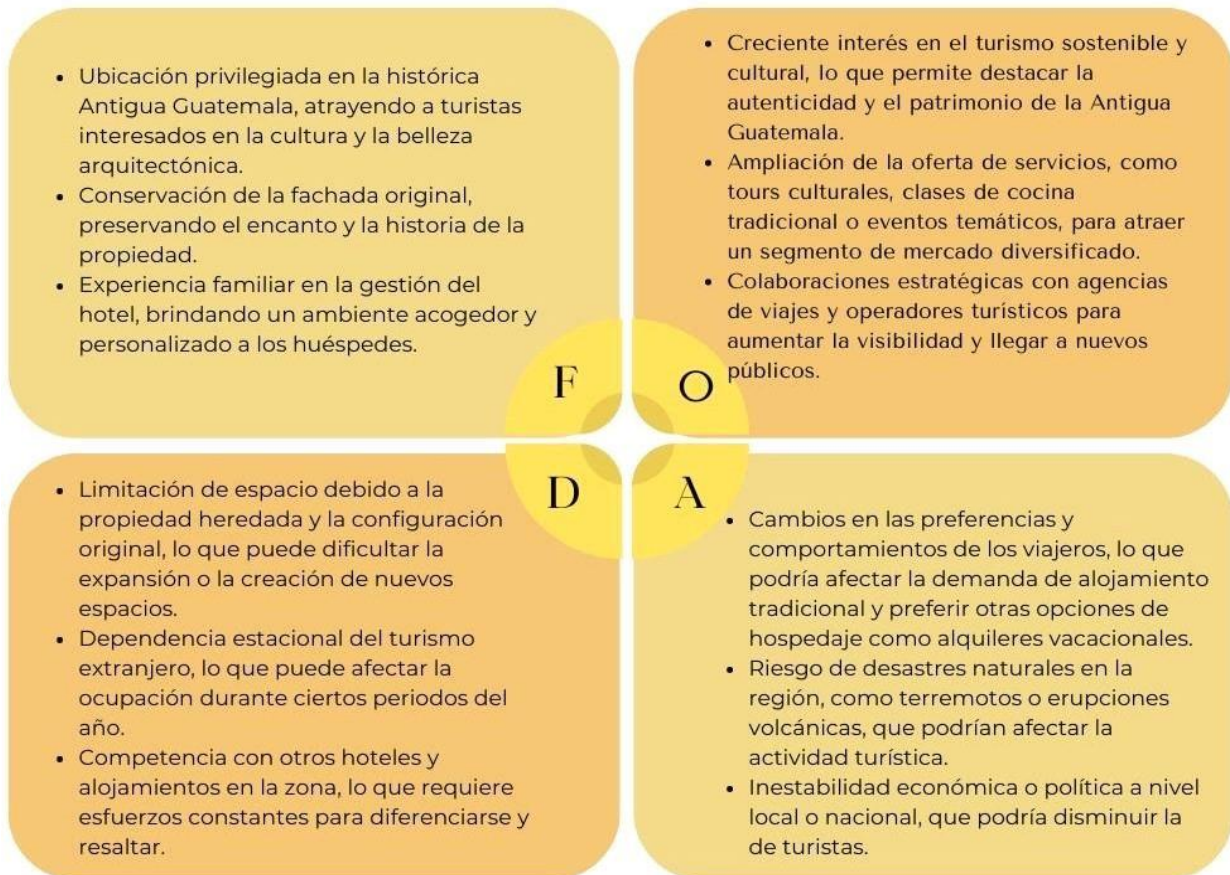 • Ubicación privilegiada en la histórica
Antigua Guatemala, atrayendo a turistas
interesados en la cultura y la belleza
arquitectónica.
• Conservación de la fachada original,
preservando el encanto y la historia de la
propiedad.
• Experiencia familiar en la gestión del
hotel, brindando un ambiente acogedor y
personalizado a los huéspedes.
F
• Creciente interés en el turismo sostenible y
cultural, lo que permite destacar la
autenticidad y el patrimonio de la Antigua
Guatemala.
• Ampliación de la oferta de servicios, como
tours culturales, clases de cocina
tradicional o eventos temáticos, para atraer
un segmento de mercado diversificado.
• Colaboraciones estratégicas con agencias
de viajes y operadores turísticos para
aumentar la visibilidad y llegar a nuevos
públicos.
O
• Limitación de espacio debido a la
propiedad heredada y la configuración
original, lo que puede dificultar la
expansión o la creación de nuevos
espacios.
• Dependencia estacional del turismo
extranjero, lo que puede afectar la
ocupación durante ciertos periodos del
año.
• Competencia con otros hoteles y
alojamientos en la zona, lo que requiere
esfuerzos constantes para diferenciarse y
resaltar.
D
• Cambios en las preferencias y
comportamientos de los viajeros, lo que
podría afectar la demanda de alojamiento
tradicional y preferir otras opciones de
hospedaje como alquileres vacacionales.
• Riesgo de desastres naturales en la
región, como terremotos o erupciones
volcánicas, que podrían afectar la
actividad turística.
• Inestabilidad económica o política a nivel
local o nacional, que podría disminuir la
de turistas.
A